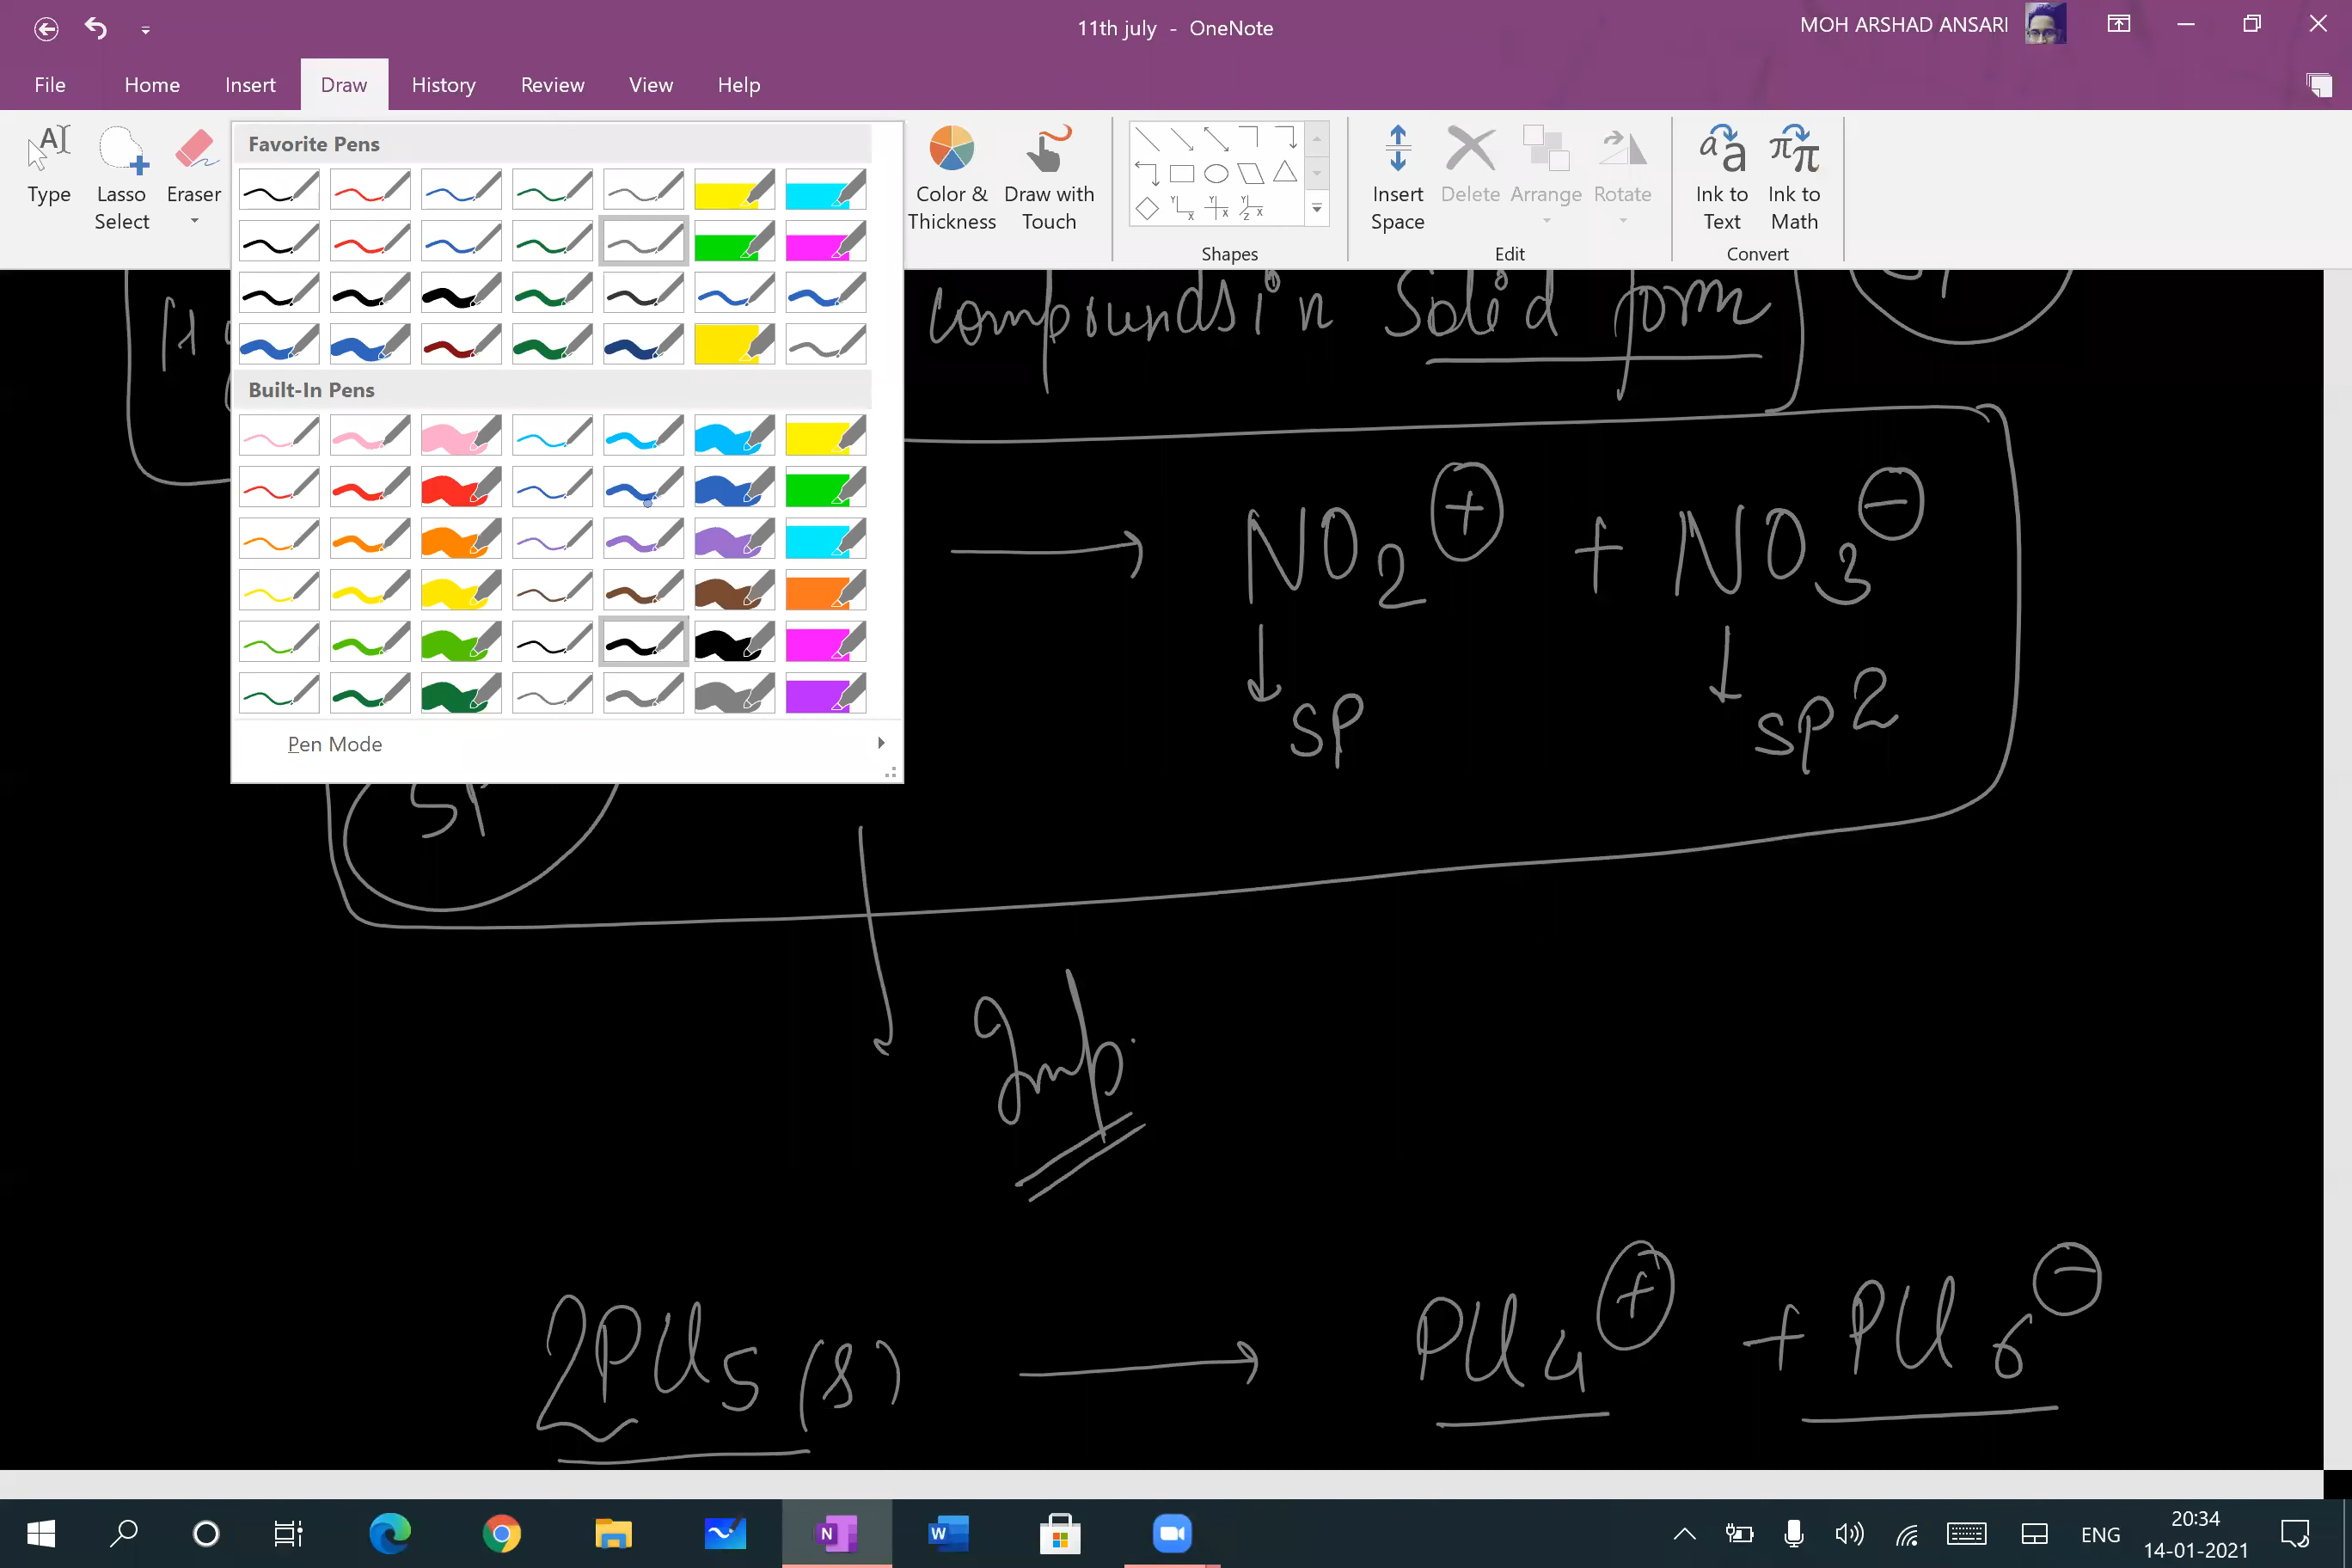 11th july - OneNote
MOH ARSHAD ANSARI
File Home Insert Draw History Review View Help
Type
Lasso Select
Eraser
Favorite Pens
Built-In Pens
Pen Mode
Color & Thickness
Draw with Touch
Shapes
Insert Space
Delete
Arrange
Rotate
Edit
Ink to Text
Ink to Math
Convert
compounds in solid form
→ NO2⊕ + NO3⊖
↓ sp ↓ sp2
sp
Imp.
2PCl5 (s) → PCl4⊕ + PCl6⊖
ENG
20:34
14-01-2021